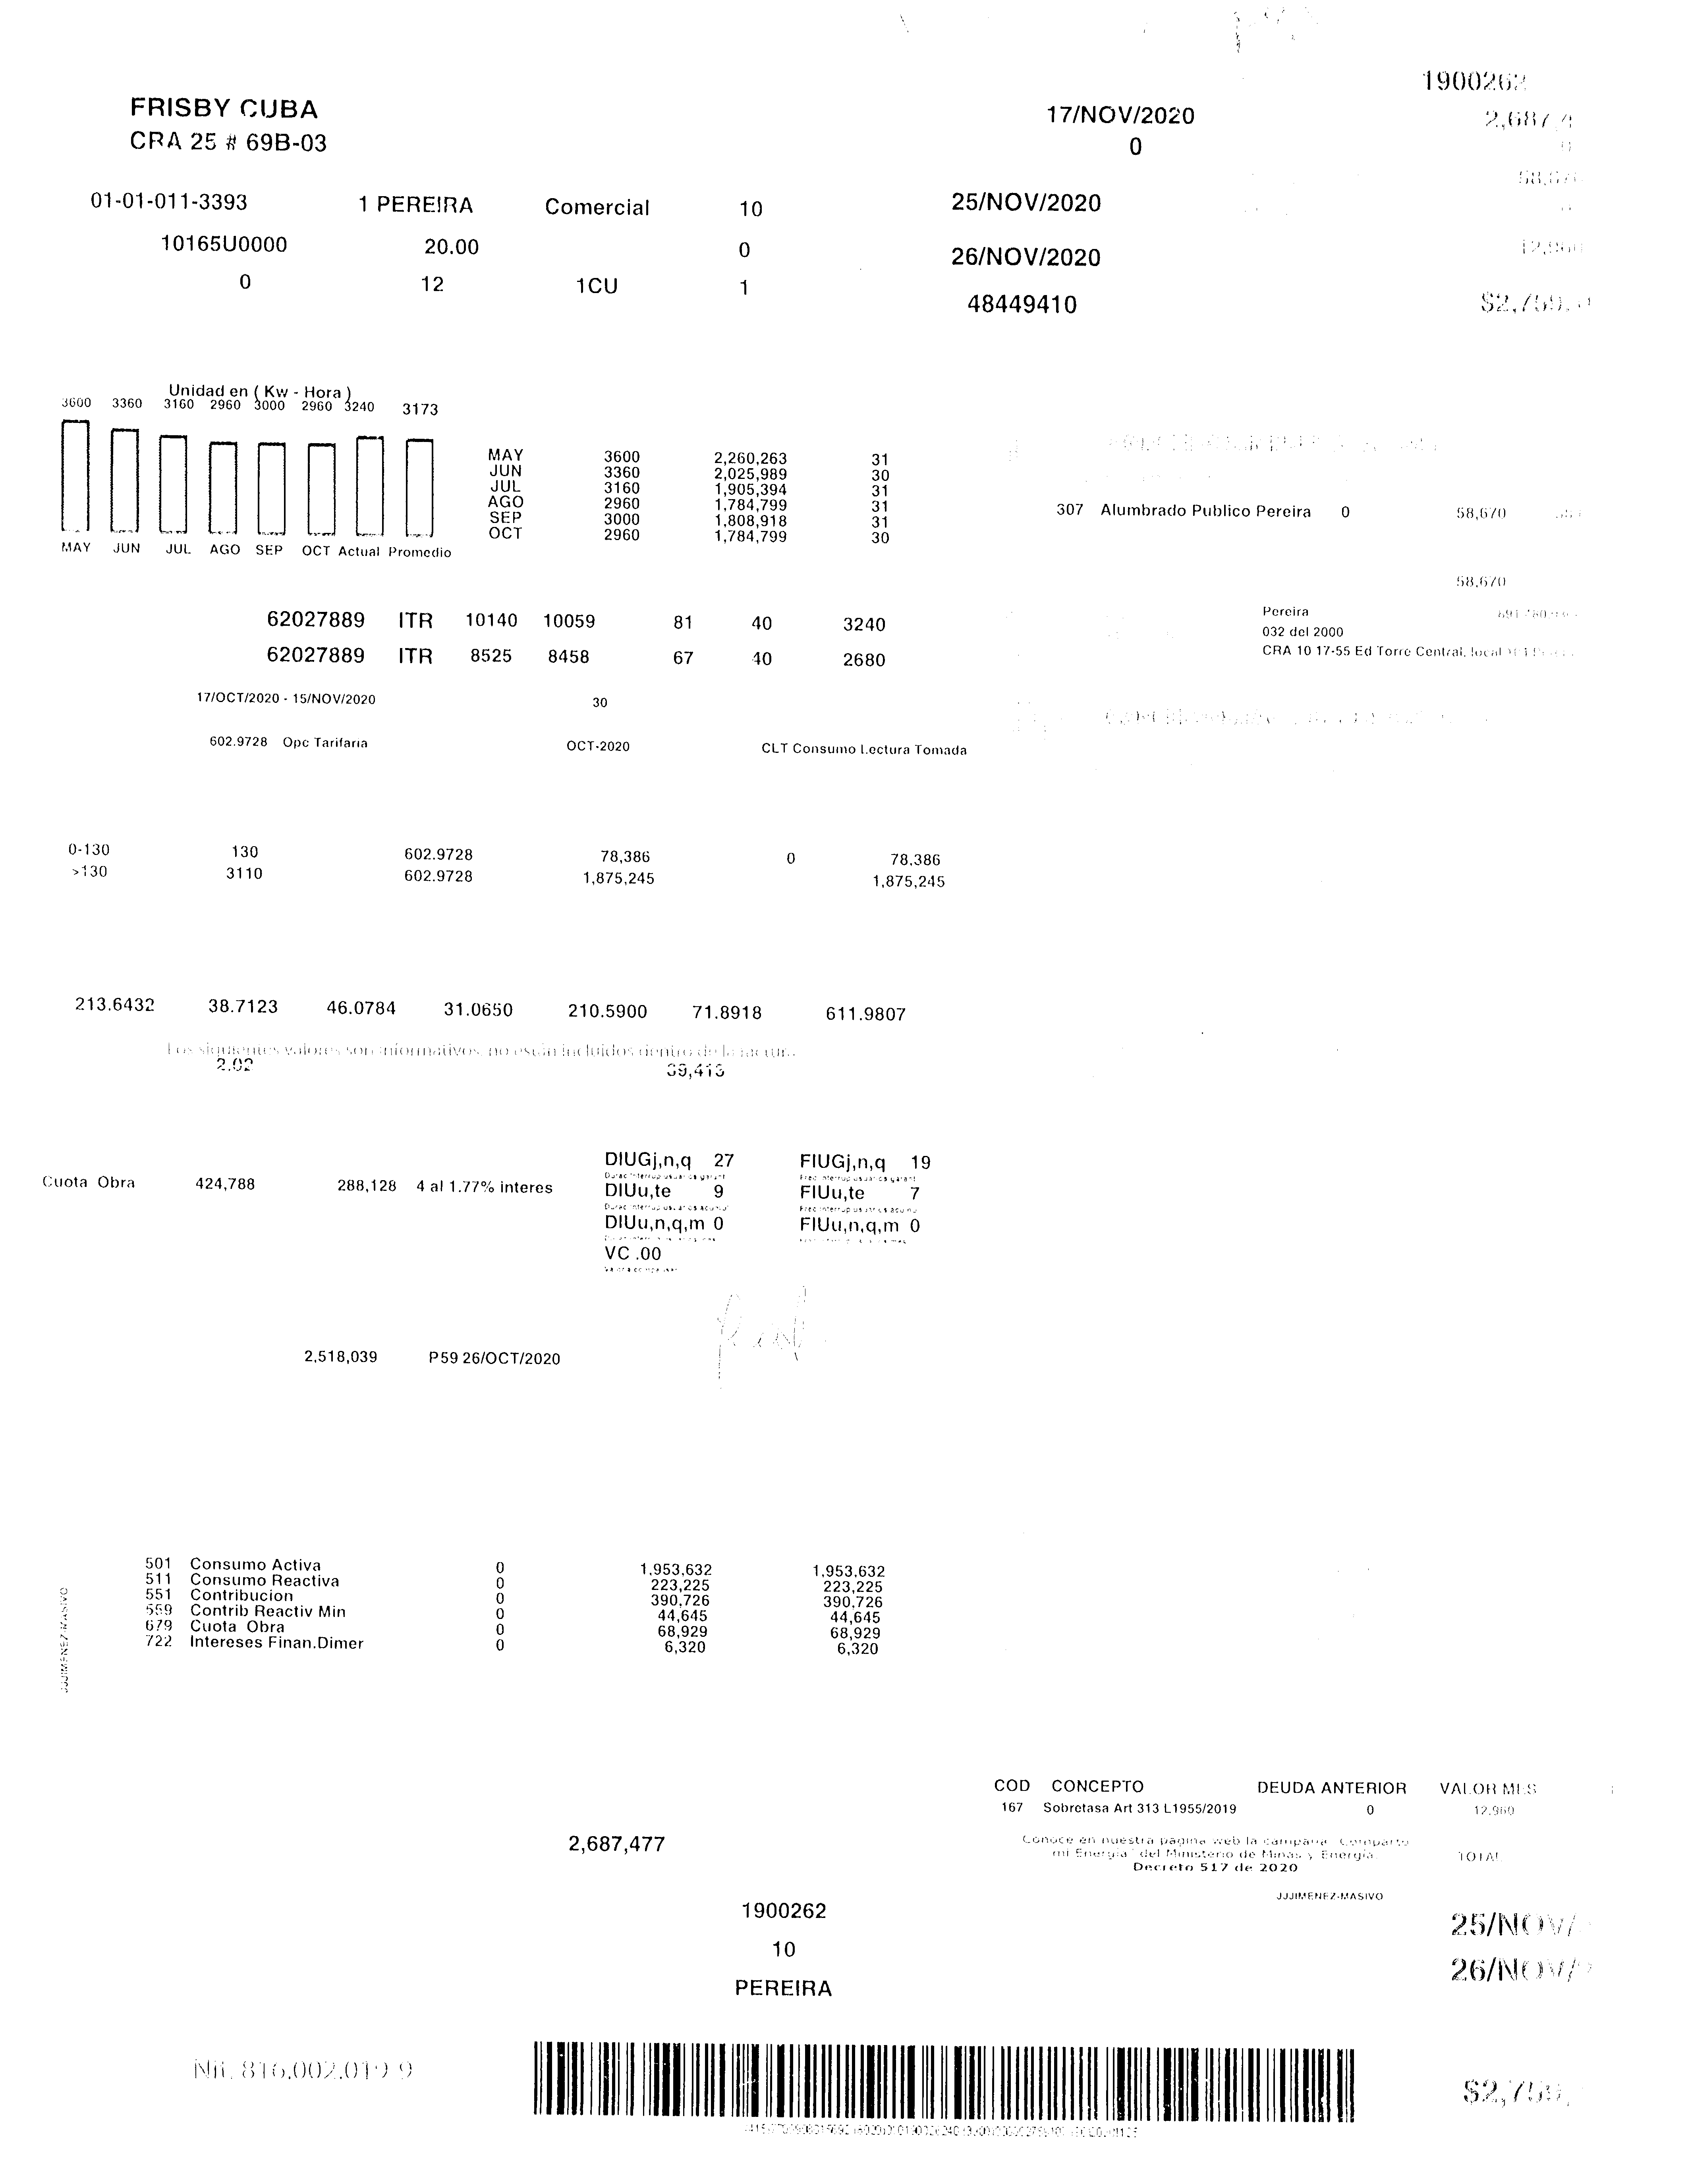 1900262
FRISBY CUBA
17/NOV/2020
CRA 25 # 69B-03
0
01-01-011-3393 1 PEREIRA Comercial 10 25/NOV/2020
10165U0000 20.00 0 26/NOV/2020
0 12 1CU 1
48449410
Unidad en ( Kw - Hora )
3600 3360 3160 2960 3000 2960 3240 3173
MAY 3600 2,260,263 31
JUN 3360 2,025,989 30
JUL 3160 1,905,394 31
AGO 2960 1,784,799 31
SEP 3000 1,808,918 31
OCT 2960 1,784,799 30
MAY JUN JUL AGO SEP OCT Actual Promedio
307 Alumbrado Publico Pereira 0 58,670
58,670
62027889 ITR 10140 10059 81 40 3240
62027889 ITR 8525 8458 67 40 2680
Pereira
032 del 2000
CRA 10 17-55 Ed Torre Central, local
17/OCT/2020 - 15/NOV/2020 30
602.9728 Opc Tarifaria OCT-2020 CLT Consumo Lectura Tomada
0-130 130 602.9728 78,386 0 78,386
>130 3110 602.9728 1,875,245 1,875,245
213.6432 38.7123 46.0784 31.0650 210.5900 71.8918 611.9807
Los siguientes valores son informativos, no están incluidos dentro de la factura
2.02 39,413
Cuota Obra 424,788 288,128 4 al 1.77% interes
DIUGj,n,q 27 FIUGj,n,q 19
DIUu,te 9 FIUu,te 7
DIUu,n,q,m 0 FIUu,n,q,m 0
VC .00
2,518,039 P59 26/OCT/2020
501 Consumo Activa 0 1,953,632 1,953,632
511 Consumo Reactiva 0 223,225 223,225
551 Contribucion 0 390,726 390,726
559 Contrib Reactiv Min 0 44,645 44,645
679 Cuota Obra 0 68,929 68,929
722 Intereses Finan.Dimer 0 6,320 6,320
JJJIMENEZ-MASIVO
COD CONCEPTO DEUDA ANTERIOR VALOR MES
167 Sobretasa Art 313 L1955/2019 0 12,960
2,687,477
Conoce en nuestra pagina web la campaña "Comparto
mi Energía" del Ministerio de Minas y Energía.
Decreto 517 de 2020
TOTAL
JJJIMENEZ-MASIVO
1900262
10
PEREIRA
25/NOV/
26/NOV/
Nit. 816.002.019 9